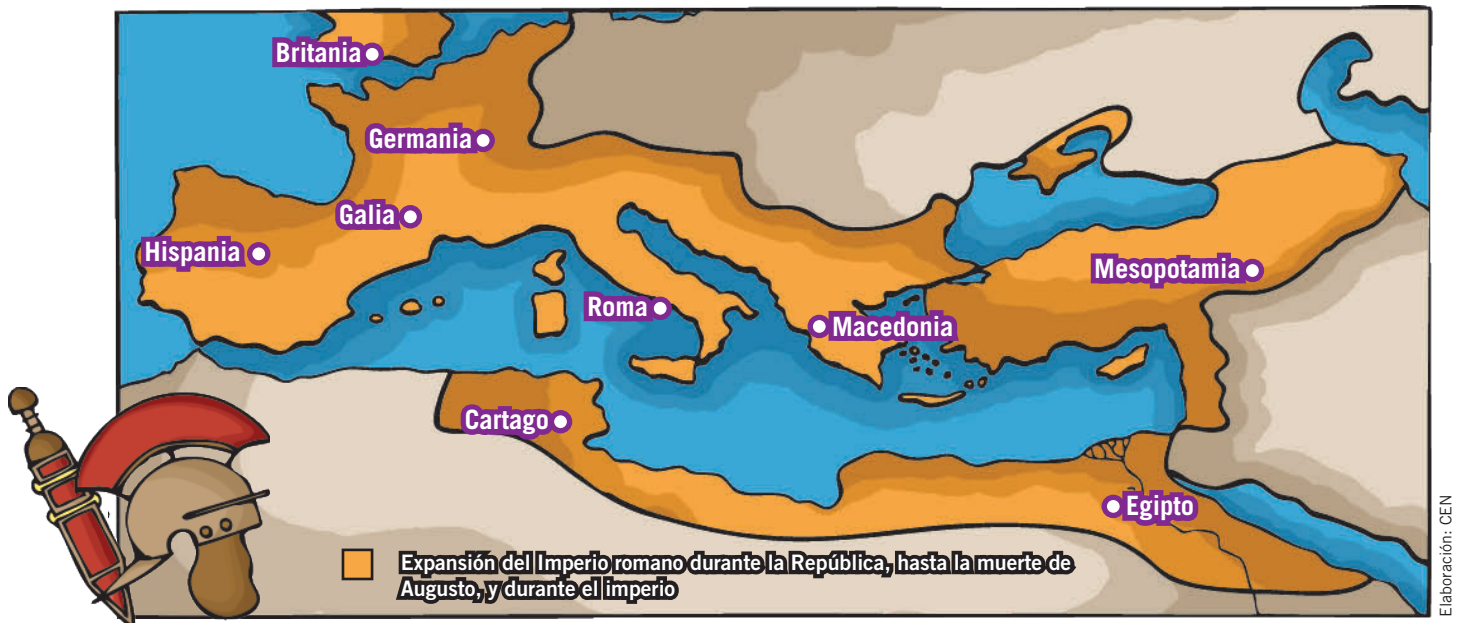 Britania
Germania
Galia
Hispania
Roma
Mesopotamia
Macedonia
Cartago
Egipto
Expansión del Imperio romano durante la República, hasta la muerte de
Augusto, y durante el imperio
Elaboración: CEN